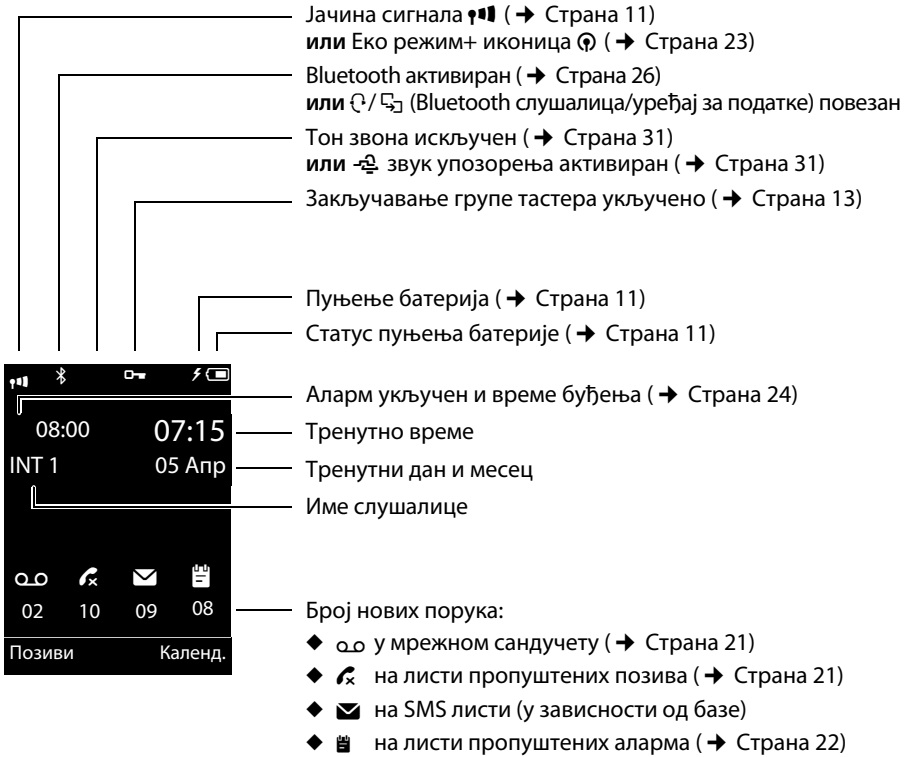 Јачина сигнала ( ➔ Страна 11)
или Еко режим+ иконица ( ➔ Страна 23)
Bluetooth активиран ( ➔ Страна 26)
или / (Bluetooth слушалица/уређај за податке) повезан
Тон звона искључен ( ➔ Страна 31)
или звук упозорења активиран ( ➔ Страна 31)
Закључавање групе тастера укључено ( ➔ Страна 13)
Пуњење батерија ( ➔ Страна 11)
Статус пуњења батерије ( ➔ Страна 11)
Аларм укључен и време буђења ( ➔ Страна 24)
08:00 07:15
Тренутно време
INT 1 05 Апр
Тренутни дан и месец
Име слушалице
02 10 09 08
Број нових порука:
Позиви Календ.
◆ у мрежном сандучету ( ➔ Страна 21)
◆ на листи пропуштених позива ( ➔ Страна 21)
◆ на SMS листи (у зависности од базе)
◆ на листи пропуштених аларма ( ➔ Страна 22)